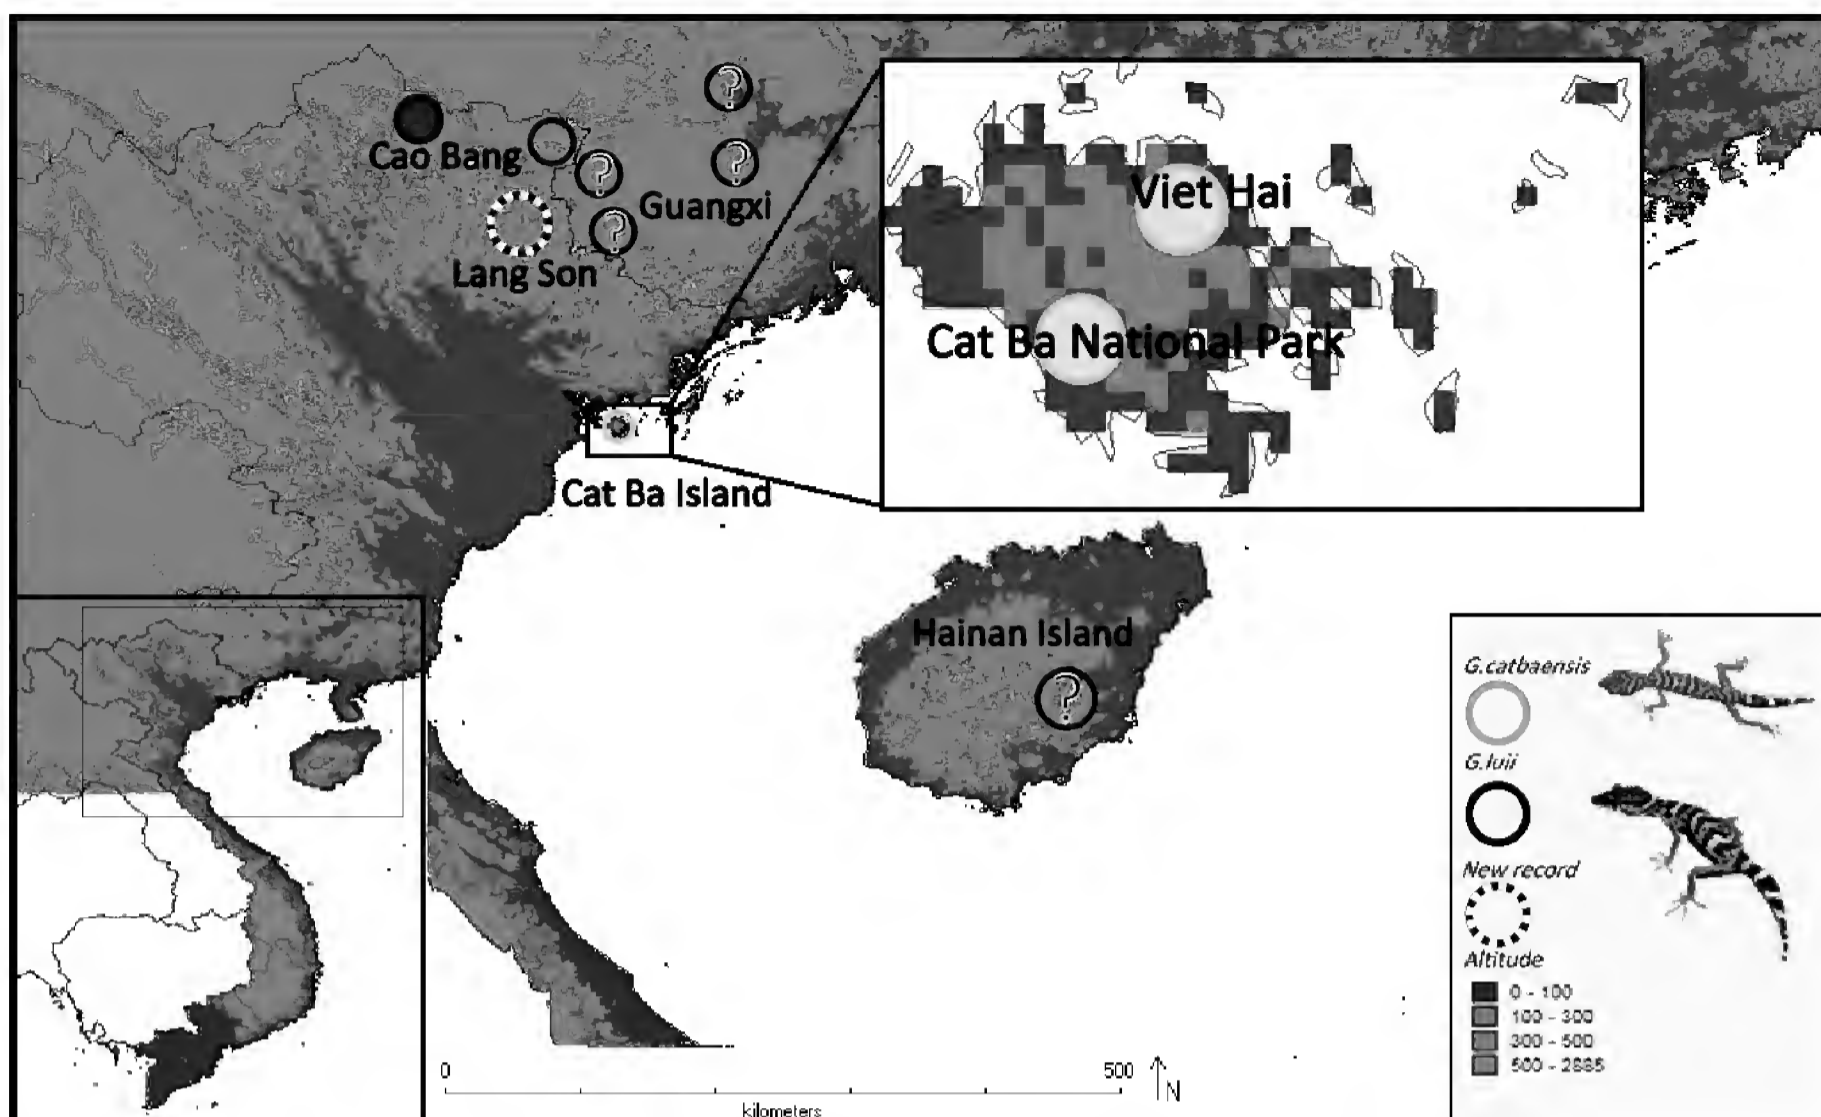 ?
Cao Bang
?
?
Guangxi
?
Lang Son
Cat Ba Island
Viet Hai
Cat Ba National Park
Hainan Island
?
G.catbaensis
G.luii
New record
Altitude
0 - 100
100 - 300
300 - 500
500 - 2885
0
500
N
kilometers